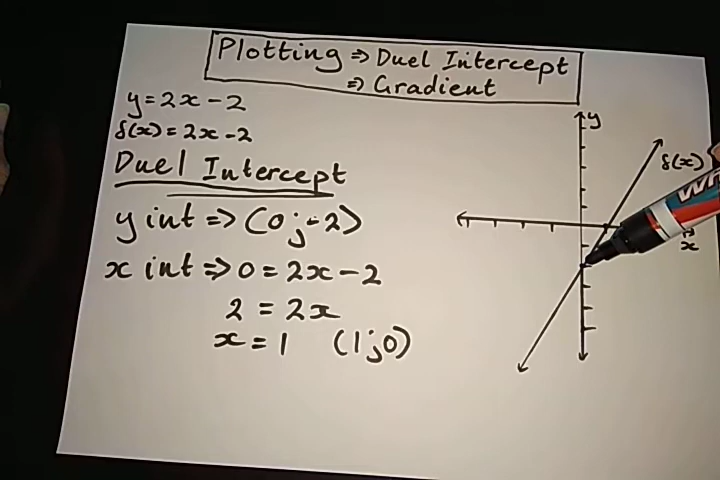 Plotting ⇒ Duel Intercept
⇒ Gradient
y = 2x - 2
f(x) = 2x - 2
Duel Intercept
y int ⇒ (0;-2)
x int ⇒ 0 = 2x - 2
2 = 2x
x = 1 (1;0)
y
f(x)
x